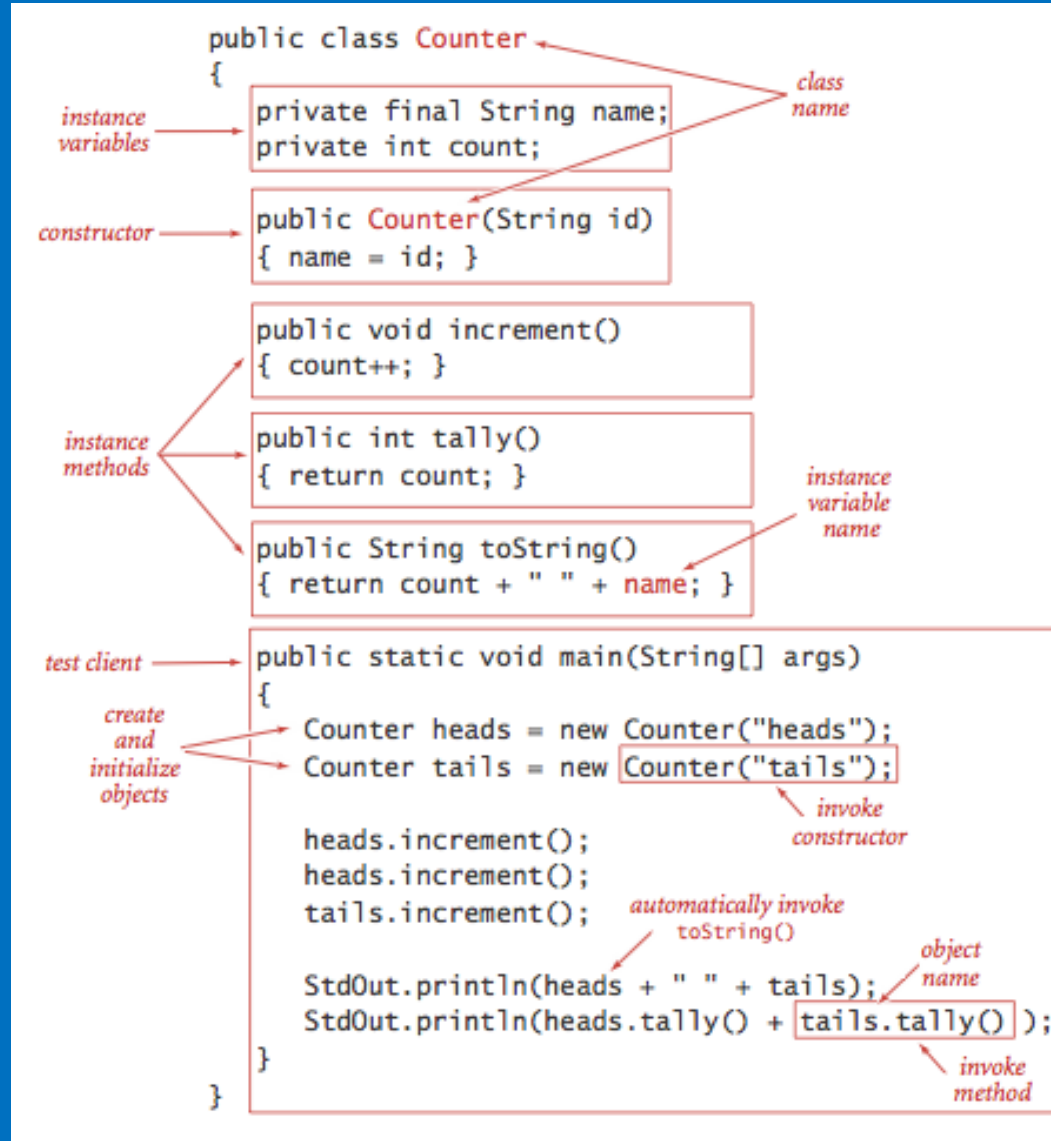 public class Counter
{
class
name
instance
variables
private final String name;
private int count;
constructor
public Counter(String id)
{ name = id; }
public void increment()
{ count++; }
instance
methods
public int tally()
{ return count; }
instance
variable
name
public String toString()
{ return count + " " + name; }
test client
public static void main(String[] args)
{
create
and
initialize
objects
Counter heads = new Counter("heads");
Counter tails = new Counter("tails");
invoke
constructor
heads.increment();
heads.increment();
tails.increment();
automatically invoke
toString()
object
name
StdOut.println(heads + " " + tails);
StdOut.println(heads.tally() + tails.tally() );
invoke
method
}
}